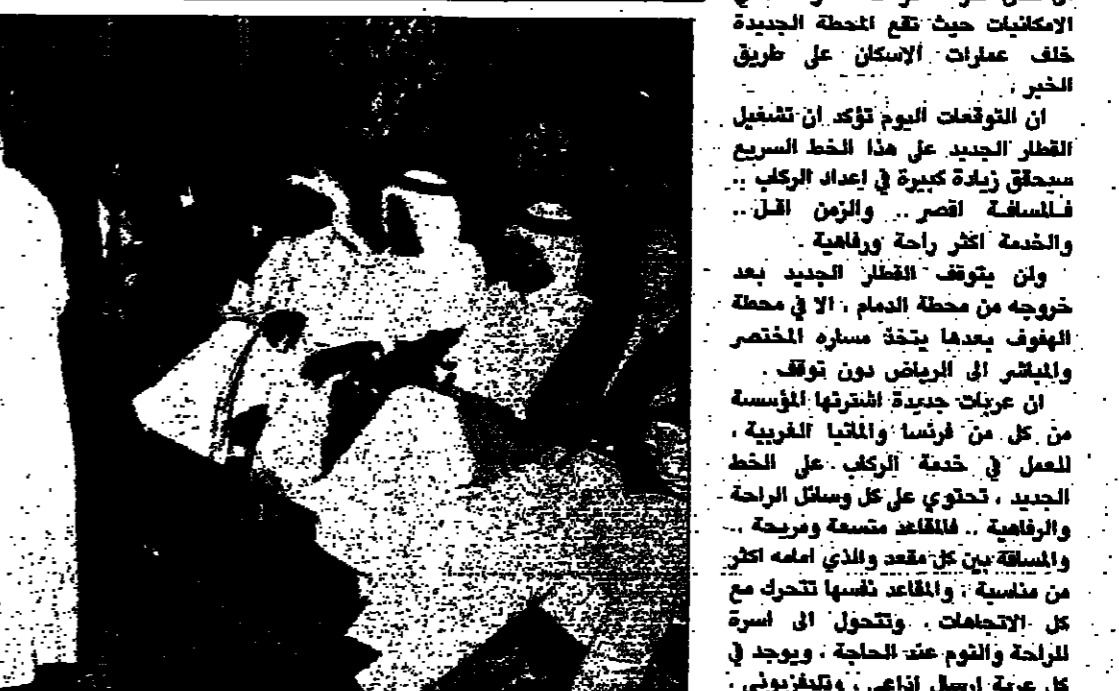 الامكانيات حيث تقع المحطة الجديدة
خلف عمارات الاسكان على طريق
الخبر .
ان التوقعات اليوم تؤكد ان تشغيل
القطار الجديد على هذا الخط السريع
سيحقق زيادة كبيرة في اعداد الركاب ..
فالمسافة اقصر .. والزمن اقل ..
والخدمة اكثر راحة ورفاهية .
ولن يتوقف القطار الجديد بعد
خروجه من محطة الدمام ، الا في محطة
الهفوف بعدها يتخذ مساره المختصر
والمباشر الى الرياض دون توقف .
ان عربات جديدة اشترتها المؤسسة
من كل من فرنسا والمانيا الغربية ،
للعمل في خدمة الركاب على الخط
الجديد ، تحتوي على كل وسائل الراحة
والرفاهية .. فالمقاعد متسعة ومريحة ..
والمسافة بين كل مقعد والذي امامه اكثر
من مناسبة ، والمقاعد نفسها تتحرك مع
كل الاتجاهات . وتتحول الى اسرة
للراحة والنوم عند الحاجة ، ويوجد في
كل عربة ارسال اذاعي ، وتليفزيوني ،